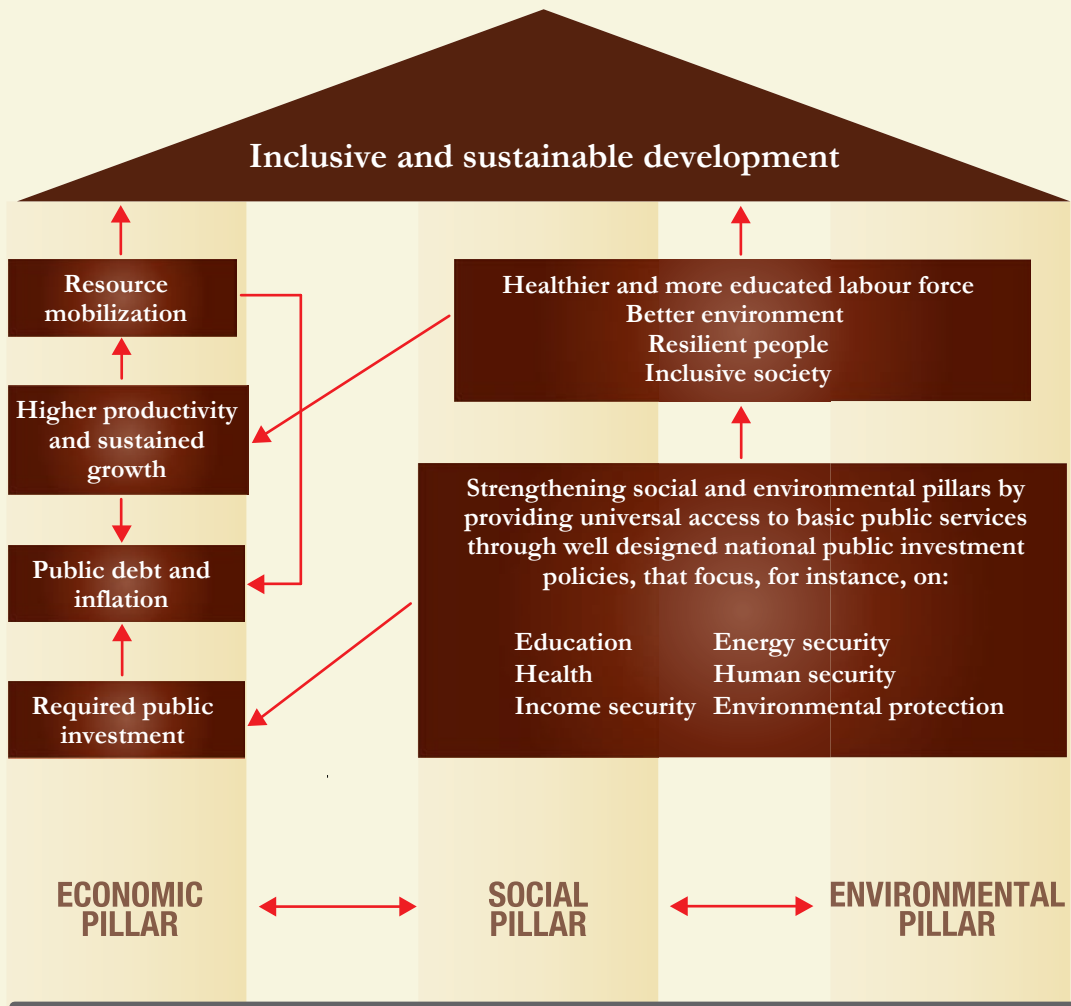 Inclusive and sustainable development
Resource
mobilization
Higher productivity
and sustained
growth
Public debt and
inflation
Required public
investment
Healthier and more educated labour force
Better environment
Resilient people
Inclusive society
Strengthening social and environmental pillars by
providing universal access to basic public services
through well designed national public investment
policies, that focus, for instance, on:
Education
Health
Income security
Energy security
Human security
Environmental protection
ECONOMIC
PILLAR
SOCIAL
PILLAR
ENVIRONMENTAL
PILLAR